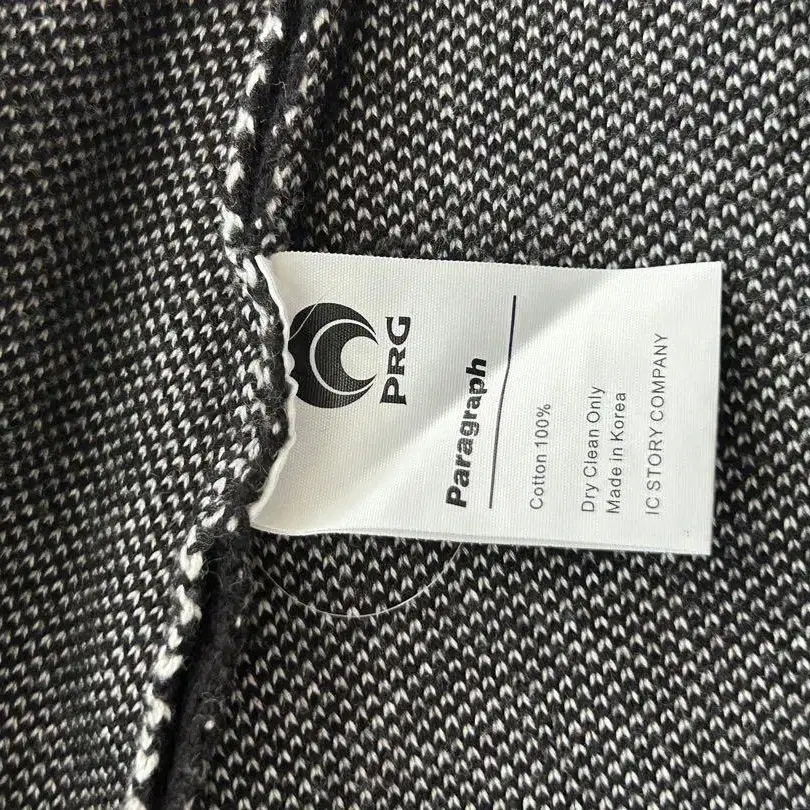 PRG
Paragraph
Cotton 100%
Dry Clean Only
Made in Korea
IC STORY COMPANY